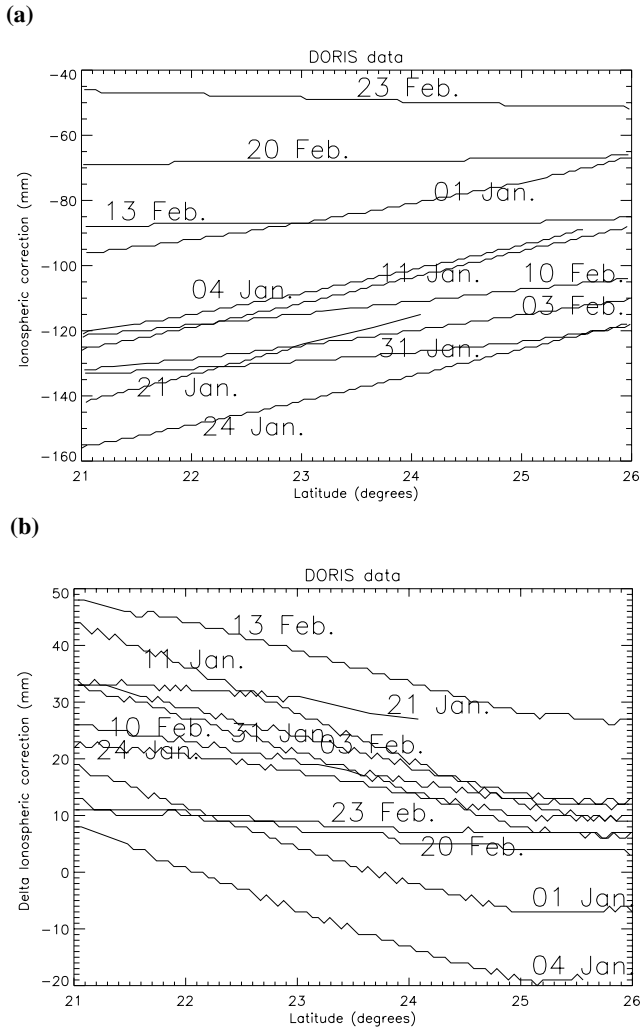 (a)
DORIS data
-40
23 Feb.
-60
20 Feb.
01 Jan.
-80
13 Feb.
-100
04 Jan.
11 Jan.
10 Feb.
03 Feb.
-120
31 Jan.
21 Jan.
-140
24 Jan.
-160
Ionospheric correction (mm)
21 22 23 24 25 26
Latitude (degrees)
(b)
DORIS data
50
13 Feb.
40
11 Jan.
30
21 Jan.
10 Feb.
31 Jan.
03 Feb.
24 Jan.
20
10
23 Feb.
20 Feb.
0
01 Jan
-10
04 Jan
-20
Delta Ionospheric correction (mm)
21 22 23 24 25 26
Latitude (degrees)